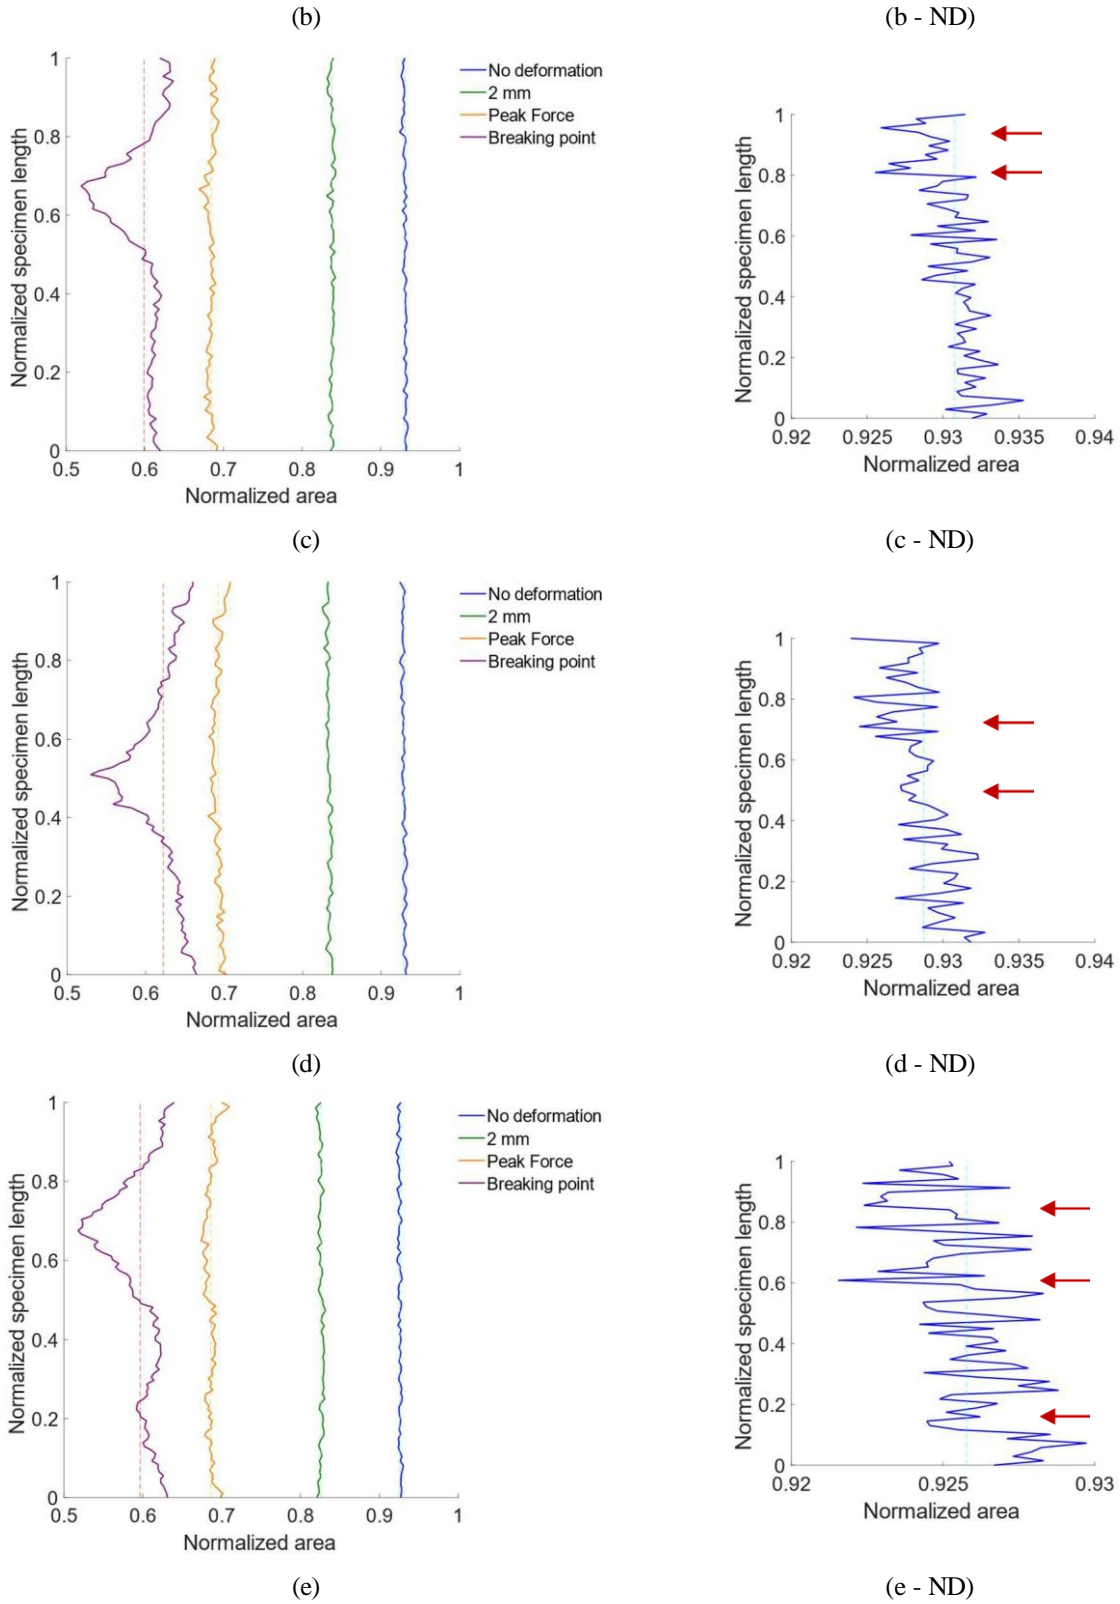 (b)
(b - ND)
1
0.8
0.6
0.4
0.2
0
Normalized specimen length
0.5
0.6
0.7
0.8
0.9
1
Normalized area
No deformation
2 mm
Peak Force
Breaking point
1
0.8
0.6
0.4
0.2
0
Normalized specimen length
0.92
0.925
0.93
0.935
0.94
Normalized area
(c)
(c - ND)
1
0.8
0.6
0.4
0.2
0
Normalized specimen length
0.5
0.6
0.7
0.8
0.9
1
Normalized area
No deformation
2 mm
Peak Force
Breaking point
1
0.8
0.6
0.4
0.2
0
Normalized specimen length
0.92
0.925
0.93
0.935
0.94
Normalized area
(d)
(d - ND)
1
0.8
0.6
0.4
0.2
0
Normalized specimen length
0.5
0.6
0.7
0.8
0.9
1
Normalized area
No deformation
2 mm
Peak Force
Breaking point
1
0.8
0.6
0.4
0.2
0
Normalized specimen length
0.92
0.925
0.93
Normalized area
(e)
(e - ND)